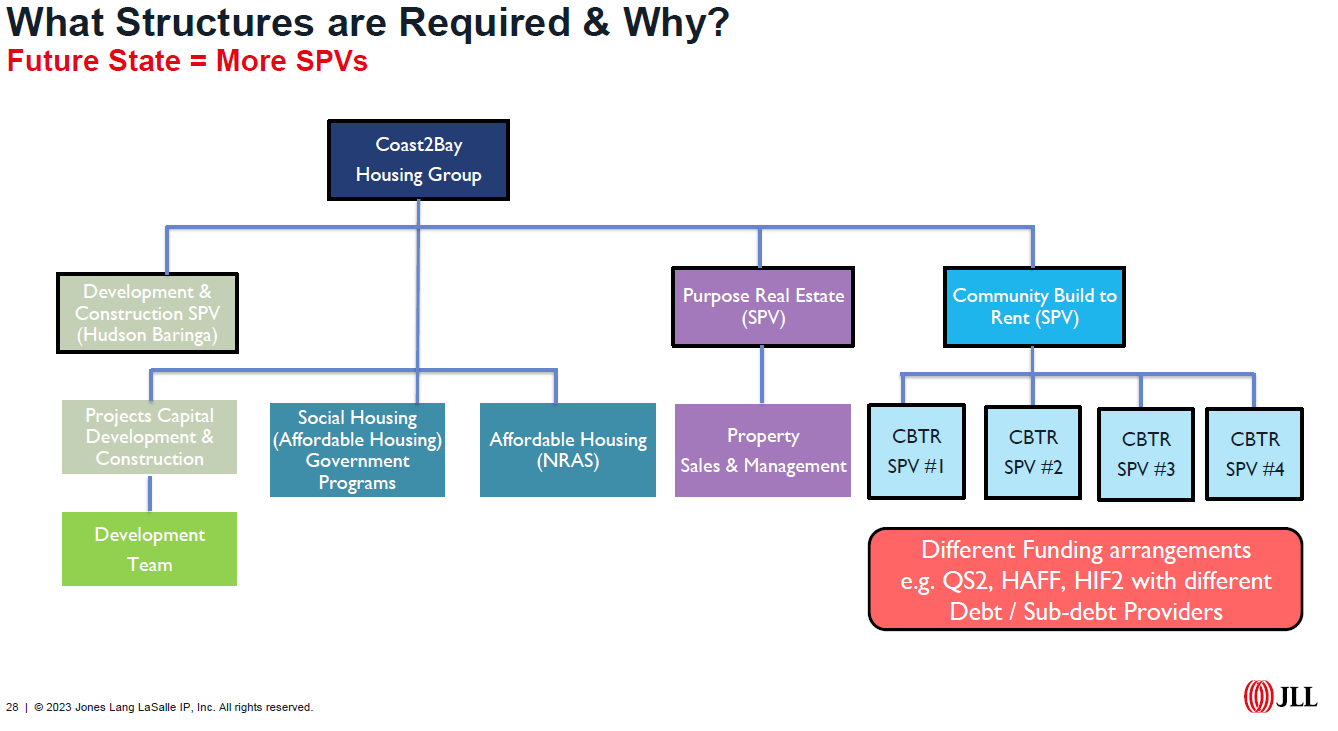 What Structures are Required & Why?
Future State = More SPVs
Coast2Bay
Housing Group
Development &
Construction SPV
(Hudson Baringa)
Purpose Real Estate
(SPV)
Community Build to
Rent (SPV)
Projects Capital
Development &
Construction
Social Housing
(Affordable Housing)
Government
Programs
Affordable Housing
(NRAS)
Property
Sales & Management
CBTR
SPV #1
CBTR
SPV #2
CBTR
SPV #3
CBTR
SPV #4
Development
Team
Different Funding arrangements
e.g. QS2, HAFF, HIF2 with different
Debt / Sub-debt Providers
28 | © 2023 Jones Lang LaSalle IP, Inc. All rights reserved.
JLL